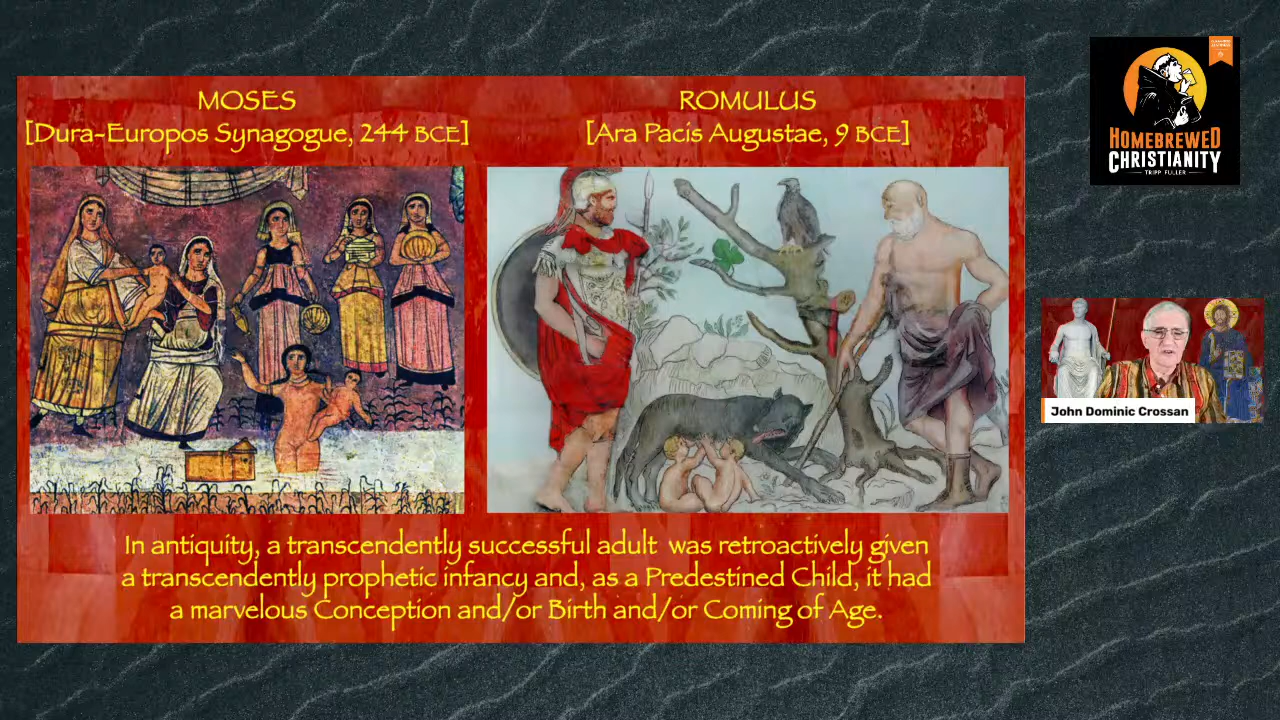 MOSES
[Dura-Europos Synagogue, 244 BCE]
ROMULUS
[Ara Pacis Augustae, 9 BCE]
In antiquity, a transcendently successful adult was retroactively given
a transcendently prophetic infancy and, as a Predestined Child, it had
a marvelous Conception and/or Birth and/or Coming of Age.
HOMEBREWED
CHRISTIANITY
TRIPP FULLER
John Dominic Crossan